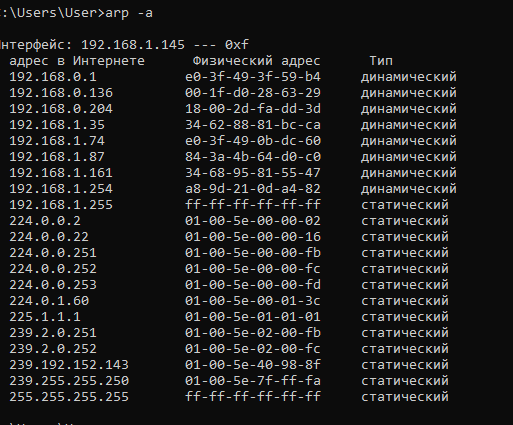 :\Users\User>arp -a
нтерфейс: 192.168.1.145 --- 0xf
адрес в Интернете Физический адрес Тип
192.168.0.1 e0-3f-49-3f-59-b4 динамический
192.168.0.136 00-1f-d0-28-63-29 динамический
192.168.0.204 18-00-2d-fa-dd-3d динамический
192.168.1.35 34-62-88-81-bc-ca динамический
192.168.1.74 e0-3f-49-0b-dc-60 динамический
192.168.1.87 84-3a-4b-64-d0-c0 динамический
192.168.1.161 34-68-95-81-55-47 динамический
192.168.1.254 a8-9d-21-0d-a4-82 динамический
192.168.1.255 ff-ff-ff-ff-ff-ff статический
224.0.0.2 01-00-5e-00-00-02 статический
224.0.0.22 01-00-5e-00-00-16 статический
224.0.0.251 01-00-5e-00-00-fb статический
224.0.0.252 01-00-5e-00-00-fc статический
224.0.0.253 01-00-5e-00-00-fd статический
224.0.1.60 01-00-5e-00-01-3c статический
225.1.1.1 01-00-5e-01-01-01 статический
239.2.0.251 01-00-5e-02-00-fb статический
239.2.0.252 01-00-5e-02-00-fc статический
239.192.152.143 01-00-5e-40-98-8f статический
239.255.255.250 01-00-5e-7f-ff-fa статический
255.255.255.255 ff-ff-ff-ff-ff-ff статический